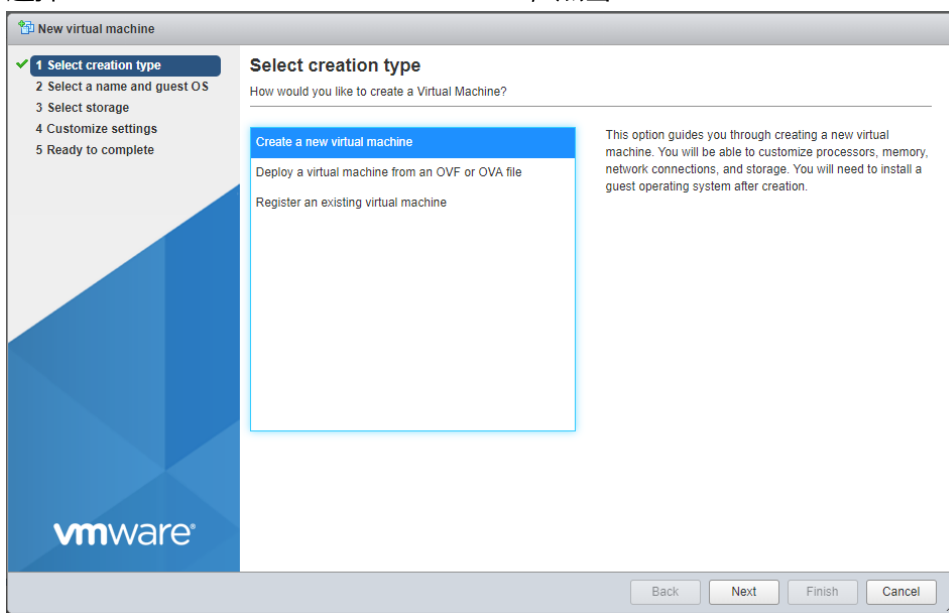 New virtual machine
1 Select creation type
2 Select a name and guest OS
3 Select storage
4 Customize settings
5 Ready to complete
Select creation type
How would you like to create a Virtual Machine?
Create a new virtual machine
Deploy a virtual machine from an OVF or OVA file
Register an existing virtual machine
This option guides you through creating a new virtual
machine. You will be able to customize processors, memory,
network connections, and storage. You will need to install a
guest operating system after creation.
vmware®
Back
Next
Finish
Cancel